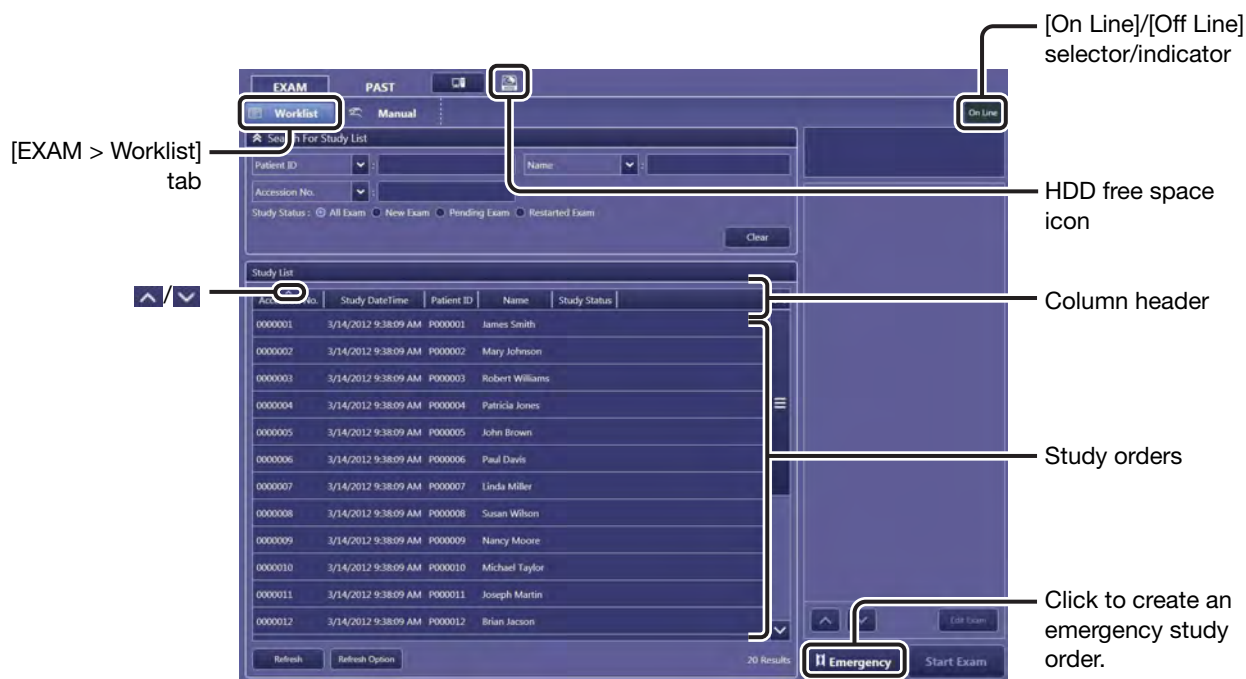 [On Line]/[Off Line]
selector/indicator
EXAM PAST
Worklist Manual On Line
[EXAM > Worklist]
tab
Search For Study List
Patient ID : Name :
HDD free space
icon
Accession No. :
Study Status : All Exam New Exam Pending Exam Restarted Exam
Clear
Study List
/
Column header
No. Study DateTime Patient ID Name Study Status
0000001 3/14/2012 9:38:09 AM P000001 James Smith
0000002 3/14/2012 9:38:09 AM P000002 Mary Johnson
0000003 3/14/2012 9:38:09 AM P000003 Robert Williams
0000004 3/14/2012 9:38:09 AM P000004 Patricia Jones
0000005 3/14/2012 9:38:09 AM P000005 John Brown
Study orders
0000006 3/14/2012 9:38:09 AM P000006 Paul Davis
0000007 3/14/2012 9:38:09 AM P000007 Linda Miller
0000008 3/14/2012 9:38:09 AM P000008 Susan Wilson
0000009 3/14/2012 9:38:09 AM P000009 Nancy Moore
0000010 3/14/2012 9:38:09 AM P000010 Michael Taylor
0000011 3/14/2012 9:38:09 AM P000011 Joseph Martin
0000012 3/14/2012 9:38:09 AM P000012 Brian Jacson
Edit Exam
Click to create an
emergency study
order.
Refresh Refresh Option 20 Results Emergency Start Exam